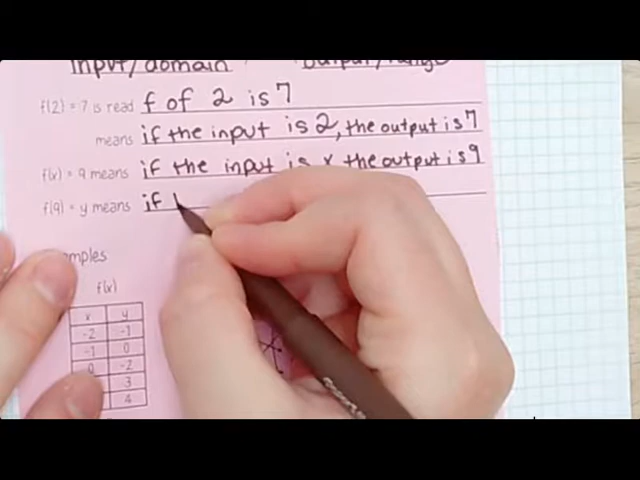 input/domain output/range
f(2) = 7 is read f of 2 is 7
means if the input is 2, the output is 7
f(x) = 9 means if the input is x the output is 9
f(9) = y means if
mples
f(x)
x y
-2 -1
-1 0
0 -2
3
4